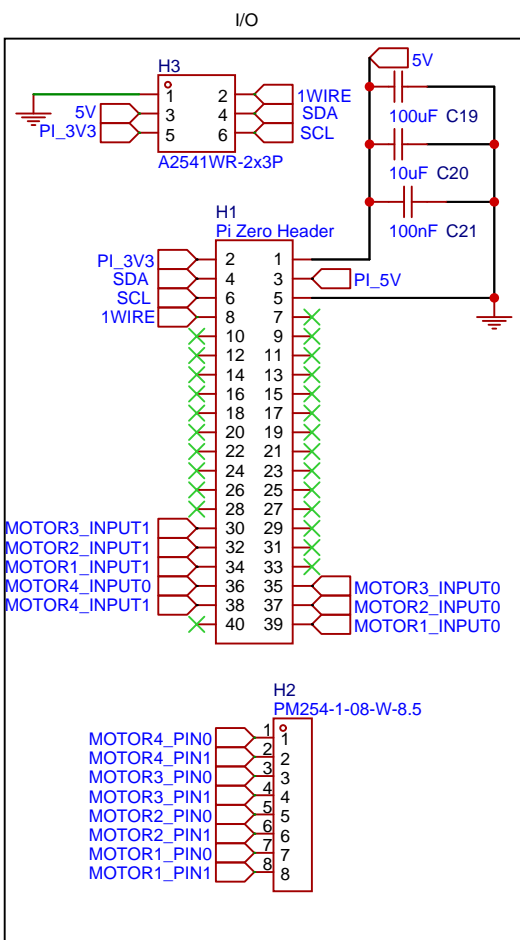 I/O
5V
H3
1 2 1WIRE
5V 3 4 SDA
PI_3V3 5 6 SCL
A2541WR-2x3P
100uF C19
10uF C20
100nF C21
H1
Pi Zero Header
PI_3V3 2 1
SDA 4 3 PI_5V
SCL 6 5
1WIRE 8 7
10 9
12 11
14 13
16 15
18 17
20 19
22 21
24 23
26 25
28 27
MOTOR3_INPUT1 30 29
MOTOR2_INPUT1 32 31
MOTOR1_INPUT1 34 33
MOTOR4_INPUT0 36 35 MOTOR3_INPUT0
MOTOR4_INPUT1 38 37 MOTOR2_INPUT0
40 39 MOTOR1_INPUT0
H2
PM254-1-08-W-8.5
MOTOR4_PIN0 1 1
MOTOR4_PIN1 2 2
MOTOR3_PIN0 3 3
MOTOR3_PIN1 4 4
MOTOR2_PIN0 5 5
MOTOR2_PIN1 6 6
MOTOR1_PIN0 7 7
MOTOR1_PIN1 8 8